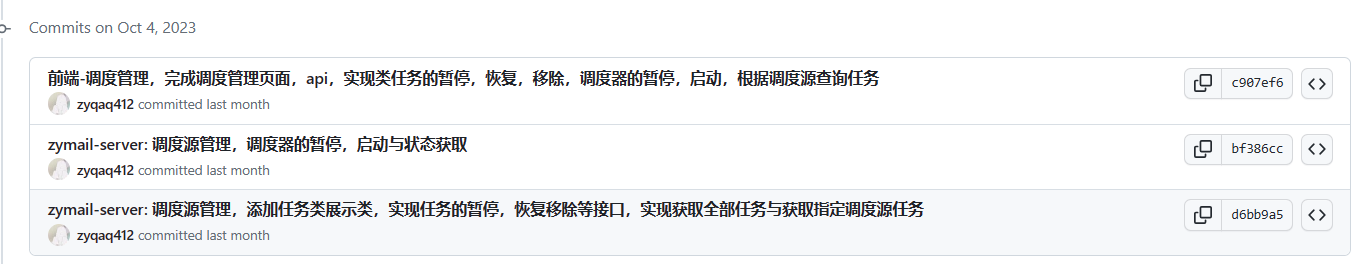 Commits on Oct 4, 2023
前端-调度管理，完成调度管理页面，api，实现类任务的暂停，恢复，移除，调度器的暂停，启动，根据调度源查询任务
c907ef6
zyqaq412 committed last month
zymail-server: 调度源管理，调度器的暂停，启动与状态获取
bf386cc
zyqaq412 committed last month
zymail-server: 调度源管理，添加任务类展示类，实现任务的暂停，恢复移除等接口，实现获取全部任务与获取指定调度源任务
d6bb9a5
zyqaq412 committed last month